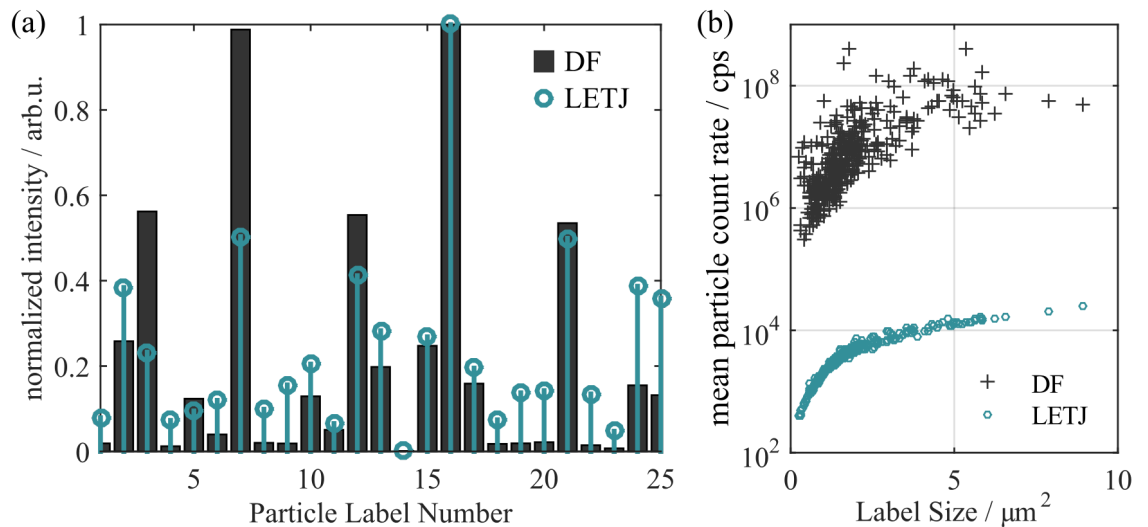 (a)
normalized intensity / arb.u.
1
0.8
0.6
0.4
0.2
0
DF
LETJ
5
10
15
20
25
Particle Label Number
(b)
mean particle count rate / cps
10^8
10^6
10^4
10^2
DF
LETJ
0
5
10
Label Size / μm^2